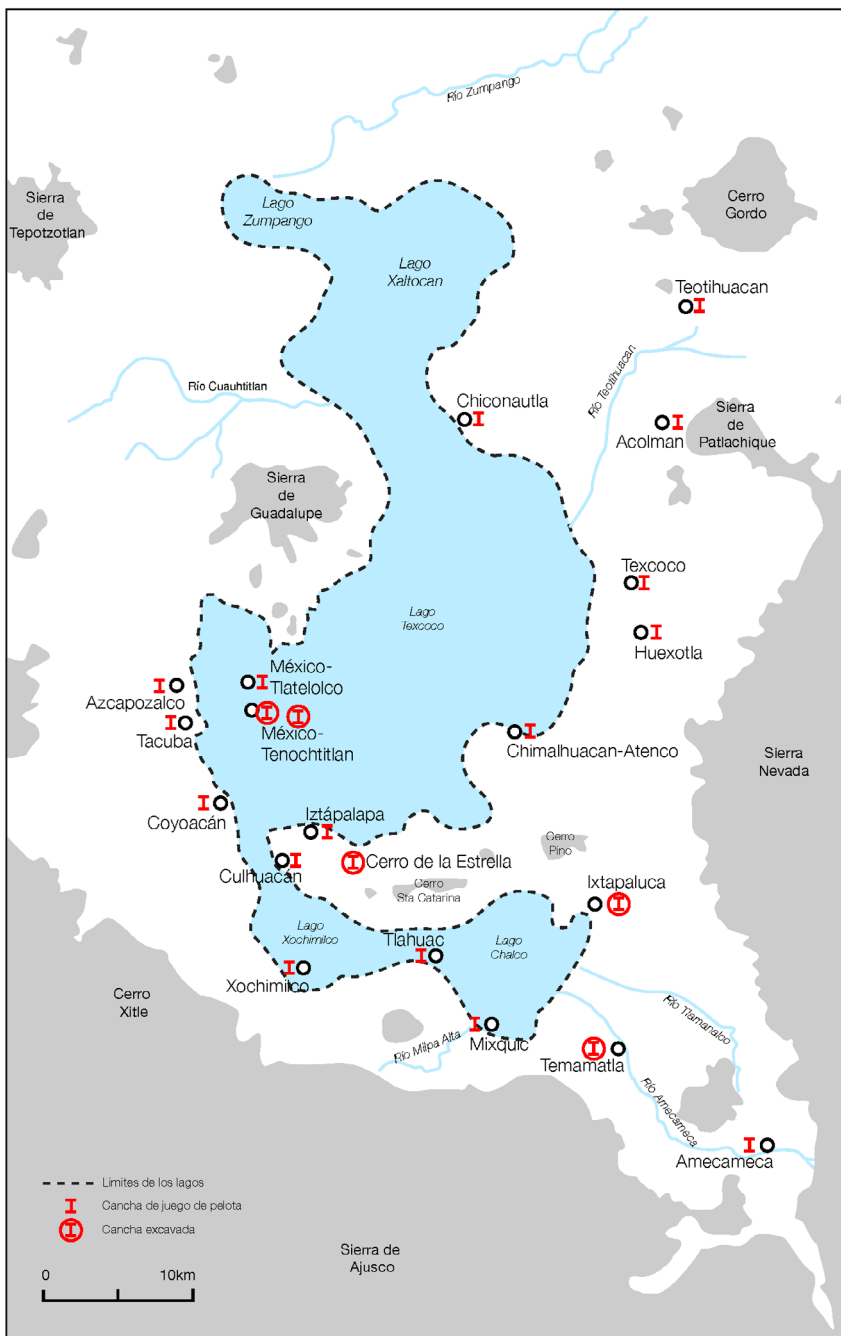 Río Zumpango
Sierra
de
Tepotzotlan
Lago
Zumpango
Cerro
Gordo
Lago
Xaltocan
Teotihuacan
Río Teotihuacan
Río Cuauhtitlan
Chiconautla
Acolman
Sierra
de
Patlachique
Sierra
de
Guadalupe
Texcoco
Lago
Texcoco
Huexotla
México-
Tlatelolco
Azcapozalco
Tacuba
México-
Tenochtitlan
Chimalhuacan-Atenco
Sierra
Nevada
Coyoacán
Iztápalapa
Cerro
Pino
Culhuacán
Cerro de la Estrella
Cerro
Sta Catarina
Ixtapaluca
Lago
Xochimilco
Tlahuac
Lago
Chalco
Xochimilco
Cerro
Xitle
Río Tlamanalco
Río Milpa Alta
Mixquic
Temamatla
Río Amecameca
Amecameca
Limites de los lagos
Cancha de juego de pelota
Cancha excavada
Sierra de
Ajusco
0 10km